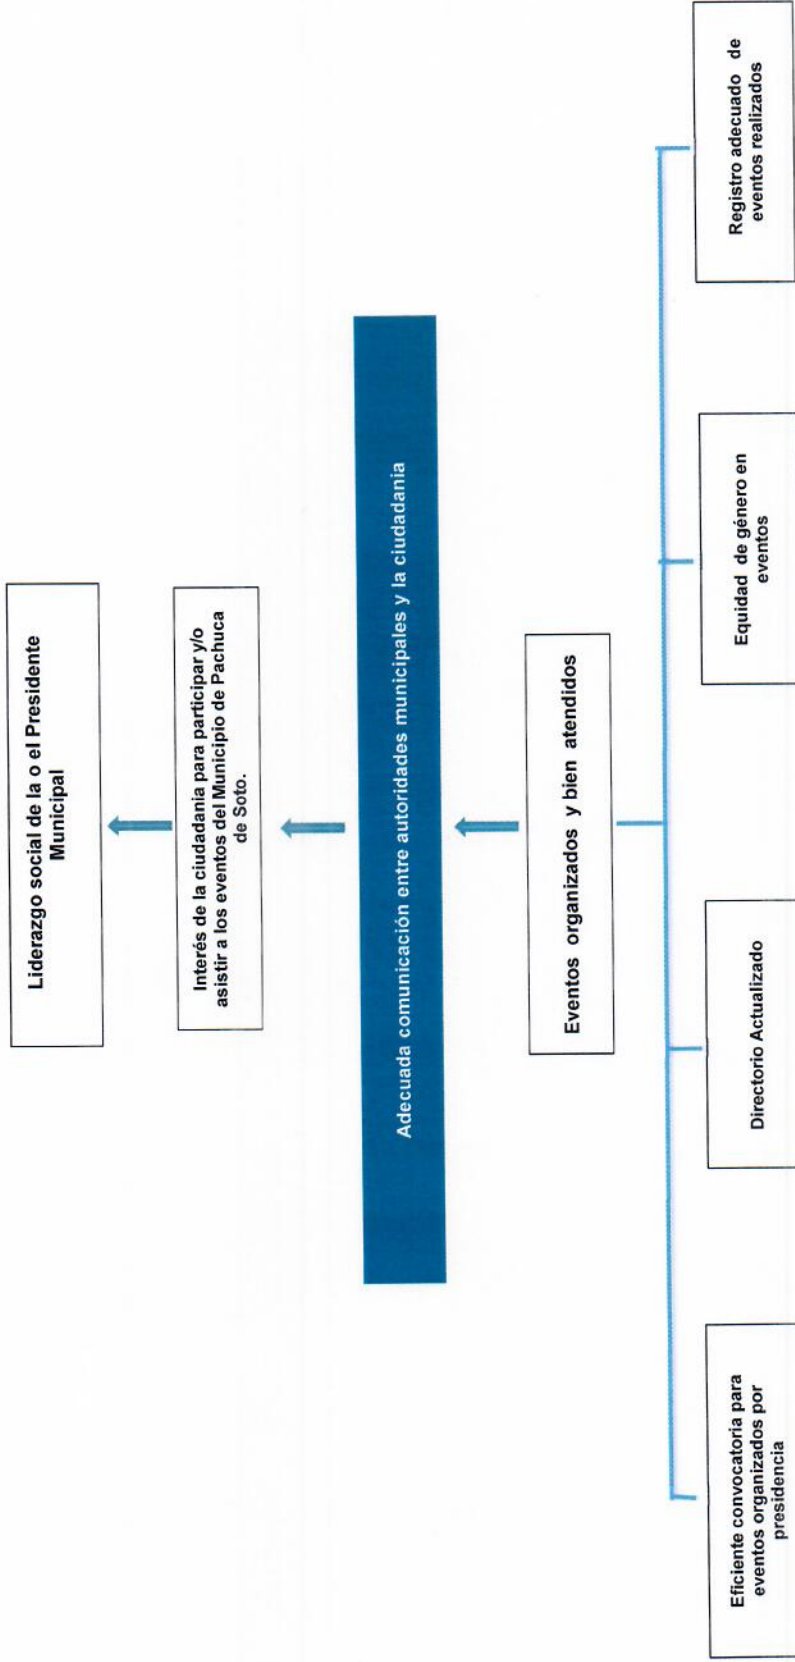 Liderazgo social de la o el Presidente
Municipal
Interés de la ciudadania para participar y/o
asistir a los eventos del Municipio de Pachuca
de Soto.
Adecuada comunicación entre autoridades municipales y la ciudadania
Eventos organizados y bien atendidos
Eficiente convocatoria para
eventos organizados por
presidencia
Directorio Actualizado
Equidad de género en
eventos
Registro adecuado de
eventos realizados